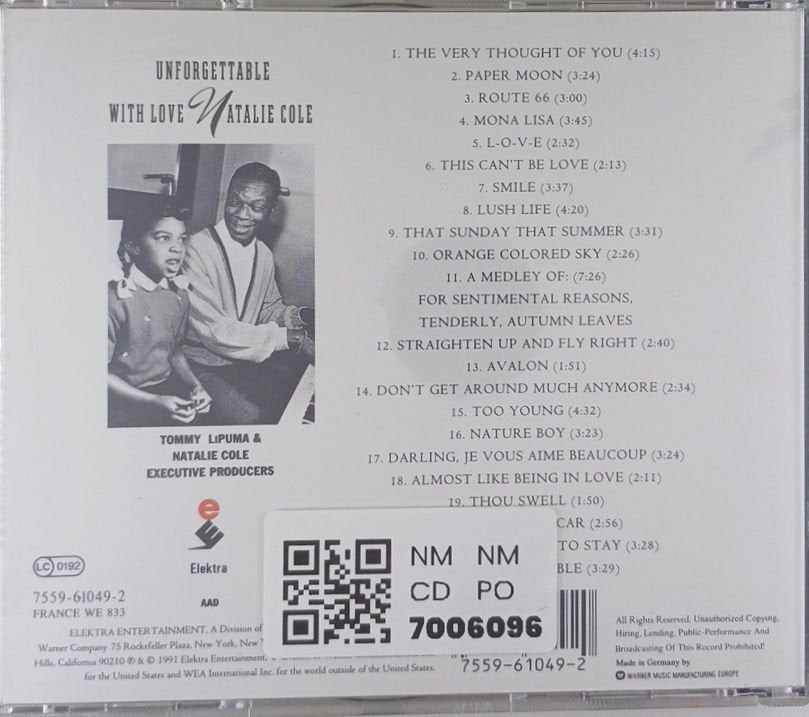 UNFORGETTABLE
WITH LOVE NATALIE COLE
TOMMY LiPUMA &
NATALIE COLE
EXECUTIVE PRODUCERS
1. THE VERY THOUGHT OF YOU (4:15)
2. PAPER MOON (3:24)
3. ROUTE 66 (3:00)
4. MONA LISA (3:45)
5. L-O-V-E (2:32)
6. THIS CAN'T BE LOVE (2:13)
7. SMILE (3:37)
8. LUSH LIFE (4:20)
9. THAT SUNDAY THAT SUMMER (3:31)
10. ORANGE COLORED SKY (2:26)
11. A MEDLEY OF: (7:26)
FOR SENTIMENTAL REASONS,
TENDERLY, AUTUMN LEAVES
12. STRAIGHTEN UP AND FLY RIGHT (2:40)
13. AVALON (1:51)
14. DON'T GET AROUND MUCH ANYMORE (2:34)
15. TOO YOUNG (4:32)
16. NATURE BOY (3:23)
17. DARLING, JE VOUS AIME BEAUCOUP (3:24)
18. ALMOST LIKE BEING IN LOVE (2:11)
19. THOU SWELL (1:50)
CAR (2:56)
TO STAY (3:28)
BLE (3:29)
e
E
Elektra
AAD
LC 0192
7559-61049-2
FRANCE WE 833
NM NM
CD PO
7006096
ELEKTRA ENTERTAINMENT, A Division of
Warner Company 75 Rockefeller Plaza, New York, New
Hills, California 90210 ℗ & © 1991 Elektra Entertainment, of the United States
for the United States and WEA International Inc. for the world outside of the United States.
7559-61049-2
All Rights Reserved. Unauthorized Copying,
Hiring, Lending, Public-Performance And
Broadcasting Of This Record Prohibited!
Made in Germany by
WARNER MUSIC MANUFACTURING EUROPE